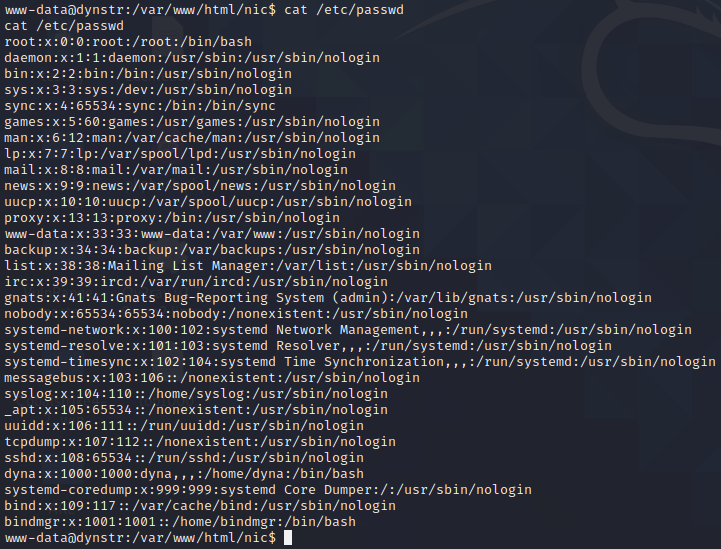 www-data@dynstr:/var/www/html/nic$ cat /etc/passwd
cat /etc/passwd
root:x:0:0:root:/root:/bin/bash
daemon:x:1:1:daemon:/usr/sbin:/usr/sbin/nologin
bin:x:2:2:bin:/bin:/usr/sbin/nologin
sys:x:3:3:sys:/dev:/usr/sbin/nologin
sync:x:4:65534:sync:/bin:/bin/sync
games:x:5:60:games:/usr/games:/usr/sbin/nologin
man:x:6:12:man:/var/cache/man:/usr/sbin/nologin
lp:x:7:7:lp:/var/spool/lpd:/usr/sbin/nologin
mail:x:8:8:mail:/var/mail:/usr/sbin/nologin
news:x:9:9:news:/var/spool/news:/usr/sbin/nologin
uucp:x:10:10:uucp:/var/spool/uucp:/usr/sbin/nologin
proxy:x:13:13:proxy:/bin:/usr/sbin/nologin
www-data:x:33:33:www-data:/var/www:/usr/sbin/nologin
backup:x:34:34:backup:/var/backups:/usr/sbin/nologin
list:x:38:38:Mailing List Manager:/var/list:/usr/sbin/nologin
irc:x:39:39:ircd:/var/run/ircd:/usr/sbin/nologin
gnats:x:41:41:Gnats Bug-Reporting System (admin):/var/lib/gnats:/usr/sbin/nologin
nobody:x:65534:65534:nobody:/nonexistent:/usr/sbin/nologin
systemd-network:x:100:102:systemd Network Management,,,:/run/systemd:/usr/sbin/nologin
systemd-resolve:x:101:103:systemd Resolver,,,:/run/systemd:/usr/sbin/nologin
systemd-timesync:x:102:104:systemd Time Synchronization,,,:/run/systemd:/usr/sbin/nologin
messagebus:x:103:106::/nonexistent:/usr/sbin/nologin
syslog:x:104:110::/home/syslog:/usr/sbin/nologin
_apt:x:105:65534::/nonexistent:/usr/sbin/nologin
uuidd:x:106:111::/run/uuidd:/usr/sbin/nologin
tcpdump:x:107:112::/nonexistent:/usr/sbin/nologin
sshd:x:108:65534::/run/sshd:/usr/sbin/nologin
dyna:x:1000:1000:dyna,,,:/home/dyna:/bin/bash
systemd-coredump:x:999:999:systemd Core Dumper:/:/usr/sbin/nologin
bind:x:109:117::/var/cache/bind:/usr/sbin/nologin
bindmgr:x:1001:1001::/home/bindmgr:/bin/bash
www-data@dynstr:/var/www/html/nic$